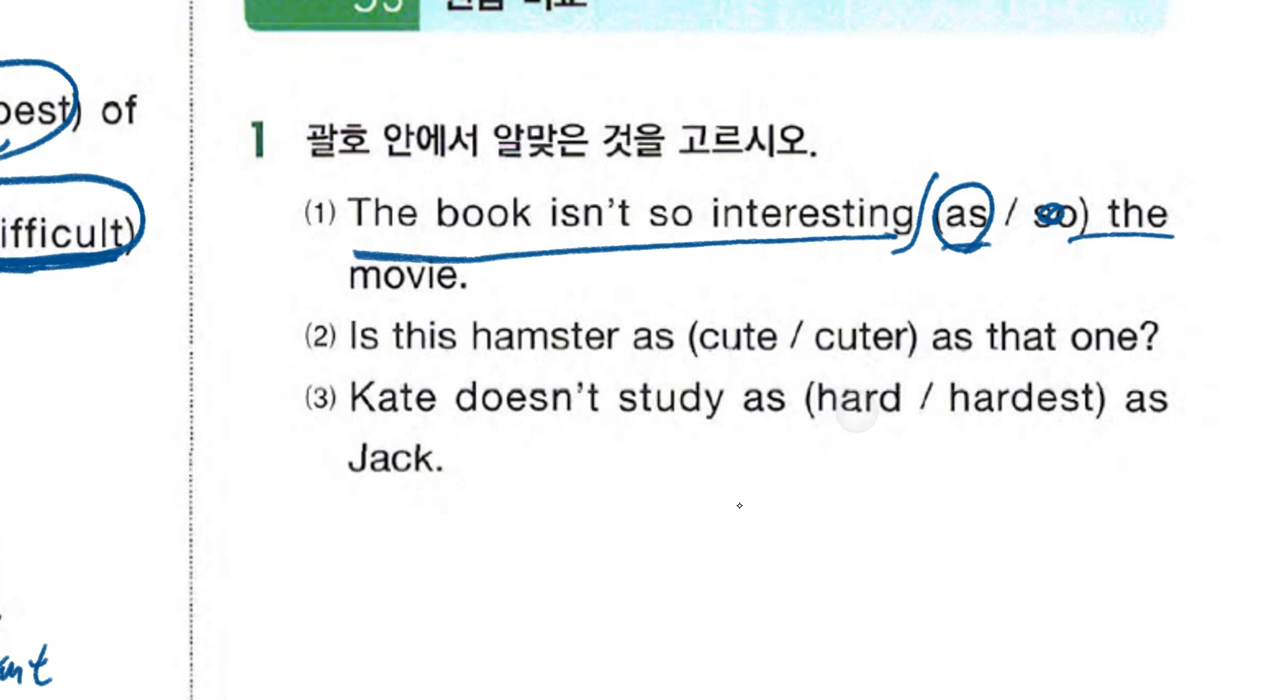 of
1 괄호 안에서 알맞은 것을 고르시오.
(1) The book isn't so interesting (as / so) the
movie.
(2) Is this hamster as (cute / cuter) as that one?
(3) Kate doesn't study as (hard / hardest) as
Jack.